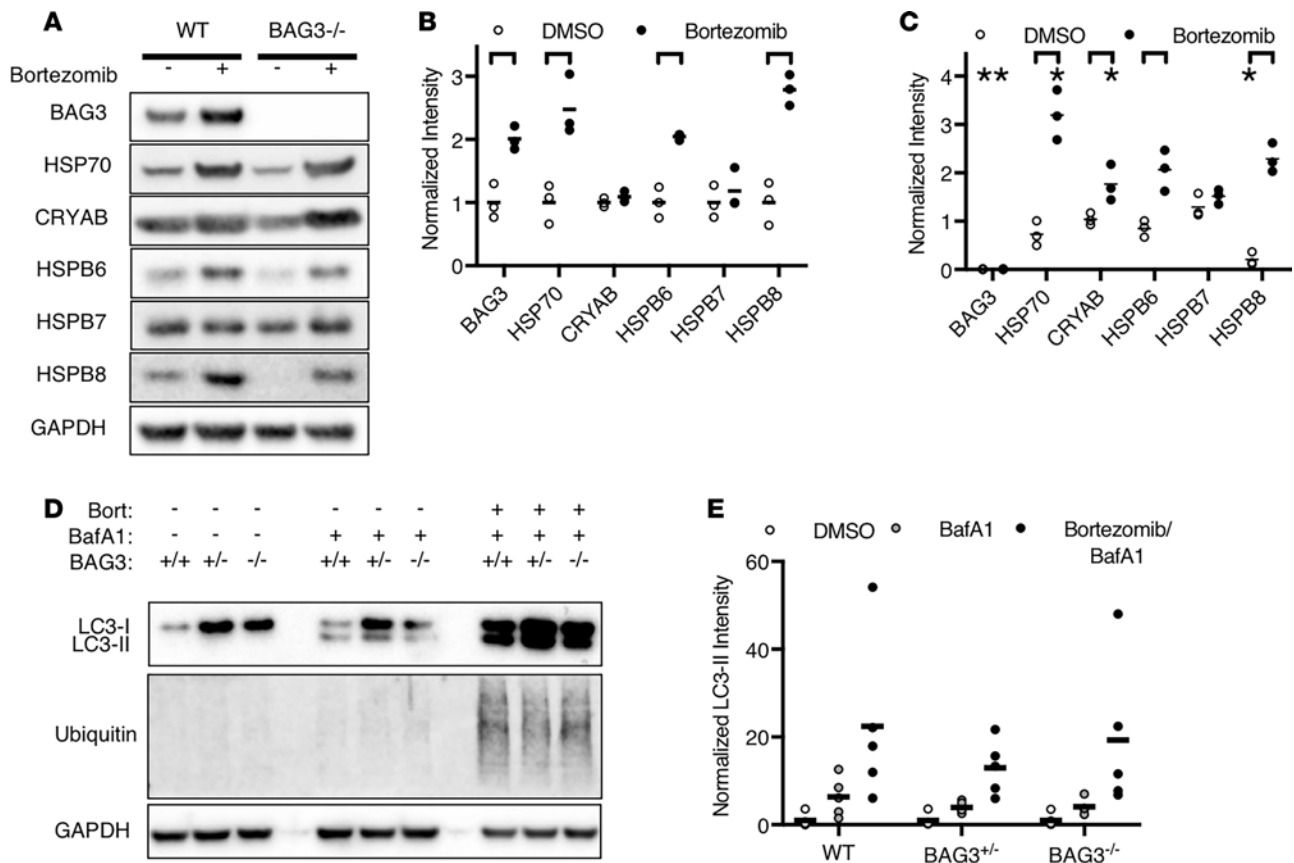 A
WT BAG3-/-
Bortezomib - + - +
BAG3
HSP70
CRYAB
HSPB6
HSPB7
HSPB8
GAPDH
B
DMSO Bortezomib
Normalized Intensity
3
2
1
0
BAG3 HSP70 CRYAB HSPB6 HSPB7 HSPB8
C
DMSO Bortezomib
Normalized Intensity
4
3
2
1
0
** * * *
BAG3 HSP70 CRYAB HSPB6 HSPB7 HSPB8
D
Bort: - - - - - - + + +
BafA1: - - - + + + + + +
BAG3: +/+ +/- -/- +/+ +/- -/- +/+ +/- -/-
LC3-I
LC3-II
Ubiquitin
GAPDH
E
DMSO BafA1 Bortezomib/
BafA1
Normalized LC3-II Intensity
60
40
20
0
WT BAG3+/- BAG3-/-